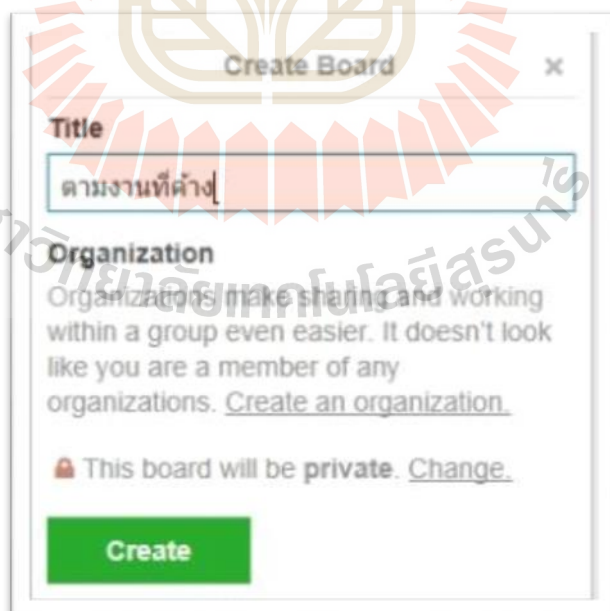 Create Board ×
Title
ตามงานที่ค้าง
Organization
Organizations make sharing and working
within a group even easier. It doesn't look
like you are a member of any
organizations. Create an organization.
This board will be private. Change.
Create